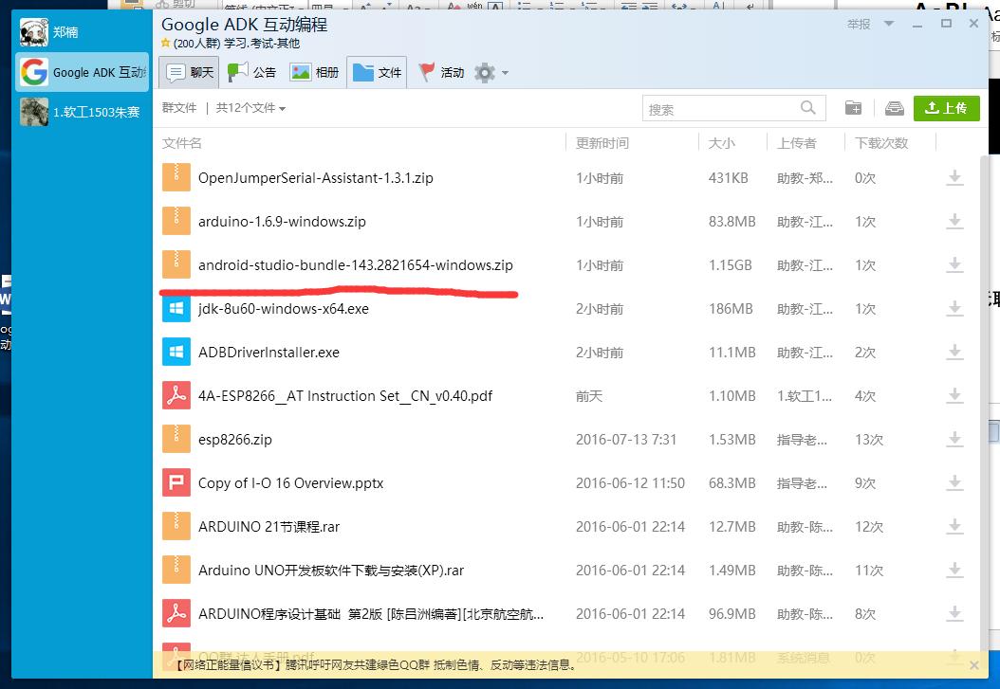 郑楠
Google ADK 互动编
1.软工1503朱赛
Google ADK 互动编程
(200人群) 学习.考试-其他
举报
聊天 公告 相册 文件 活动
群文件 | 共12个文件
搜索
上传
文件名 更新时间 大小 上传者 下载次数
OpenJumperSerial-Assistant-1.3.1.zip 1小时前 431KB 助教-郑... 0次
arduino-1.6.9-windows.zip 1小时前 83.8MB 助教-江... 1次
android-studio-bundle-143.2821654-windows.zip 1小时前 1.15GB 助教-江... 1次
jdk-8u60-windows-x64.exe 2小时前 186MB 助教-江... 1次
ADBDriverInstaller.exe 2小时前 11.1MB 助教-江... 2次
4A-ESP8266__AT Instruction Set__CN_v0.40.pdf 前天 1.10MB 1.软工1... 4次
esp8266.zip 2016-07-13 7:31 1.53MB 指导老... 13次
Copy of I-O 16 Overview.pptx 2016-06-12 11:50 68.3MB 指导老... 9次
ARDUINO 21节课程.rar 2016-06-01 22:14 12.7MB 助教-陈... 12次
Arduino UNO开发板软件下载与安装(XP).rar 2016-06-01 22:14 1.49MB 助教-陈... 11次
ARDUINO程序设计基础 第2版 [陈吕洲编著][北京航空航... 2016-06-01 22:14 96.9MB 助教-陈... 8次
QQ群 达人手册.pdf 2016-05-10 17:06 1.81MB 系统消息 0次
【网络正能量倡议书】腾讯呼吁网友共建绿色QQ群 抵制色情、反动等违法信息。